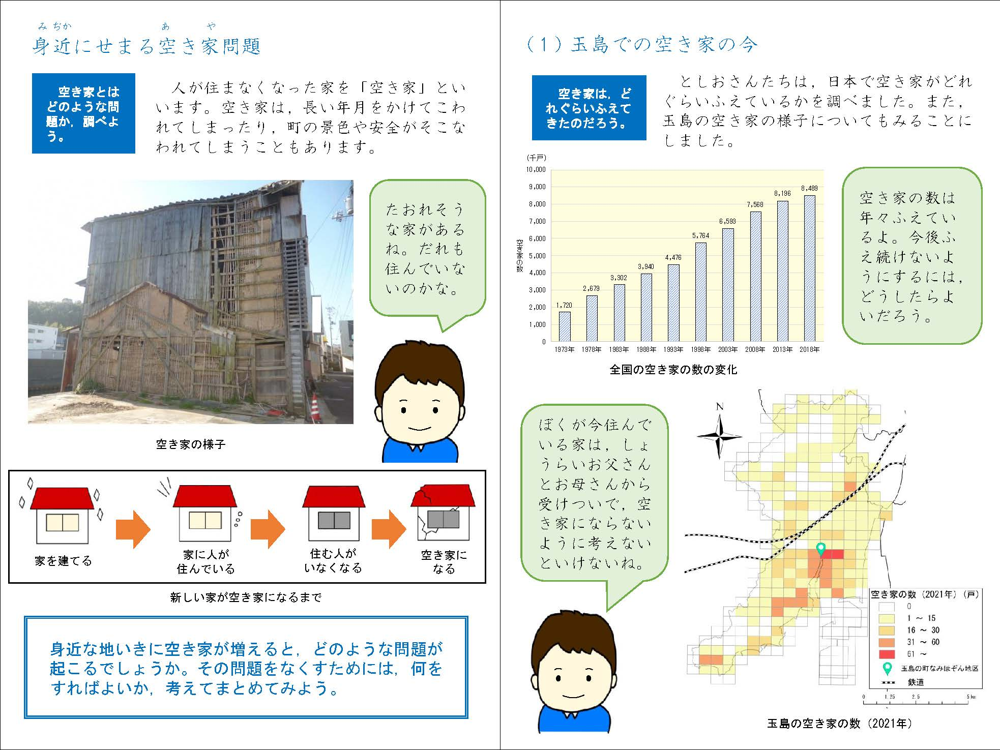 みぢか　あ　や
身近にせまる空き家問題
空き家とは
どのような問
題か，調べよ
う。
人が住まなくなった家を「空き家」とい
います。空き家は，長い年月をかけてこわ
れてしまったり，町の景色や安全がそこな
われてしまうこともあります。
たおれそう
な家がある
ね。だれも
住んでいな
いのかな。
空き家の様子
家を建てる
家に人が
住んでいる
住む人が
いなくなる
空き家に
なる
新しい家が空き家になるまで
身近な地いきに空き家が増えると，どのような問題が
起こるでしょうか。その問題をなくすためには，何を
すればよいか，考えてまとめてみよう。
（1）玉島での空き家の今
空き家は，ど
れぐらいふえて
きたのだろう。
としおさんたちは，日本で空き家がどれ
ぐらいふえているかを調べました。また，
玉島の空き家の様子についてもみることに
しました。
(千戸)
10,000
9,000
8,000
7,000
6,000
5,000
4,000
3,000
2,000
1,000
0
空き家の数
1,720
2,679
3,302
3,940
4,476
5,764
6,593
7,568
8,196
8,489
1973年 1978年 1983年 1988年 1993年 1998年 2003年 2008年 2013年 2018年
全国の空き家の数の変化
空き家の数は
年々ふえてい
るよ。今後ふ
え続けないよ
うにするには，
どうしたらよ
いだろう。
ぼくが今住んで
いる家は，しょ
うらいお父さん
とお母さんから
受けついで，空
き家にならない
ように考えない
といけないね。
N
空き家の数（2021年）（戸）
0
1 ～ 15
16 ～ 30
31 ～ 60
61 ～
玉島の町なみほぞん地区
鉄道
0 1.25 2.5 5 km
玉島の空き家の数（2021年）